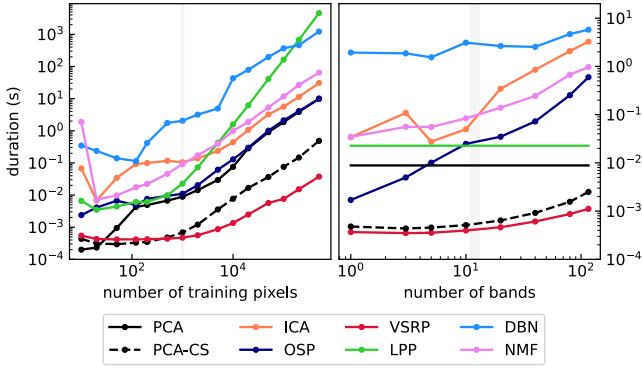 duration (s)
10³
10²
10¹
10⁰
10⁻¹
10⁻²
10⁻³
10⁻⁴
10² 10⁴
number of training pixels
10¹
10⁰
10⁻¹
10⁻²
10⁻³
10⁻⁴
10⁰ 10¹ 10²
number of bands
PCA ICA VSRP DBN
PCA-CS OSP LPP NMF